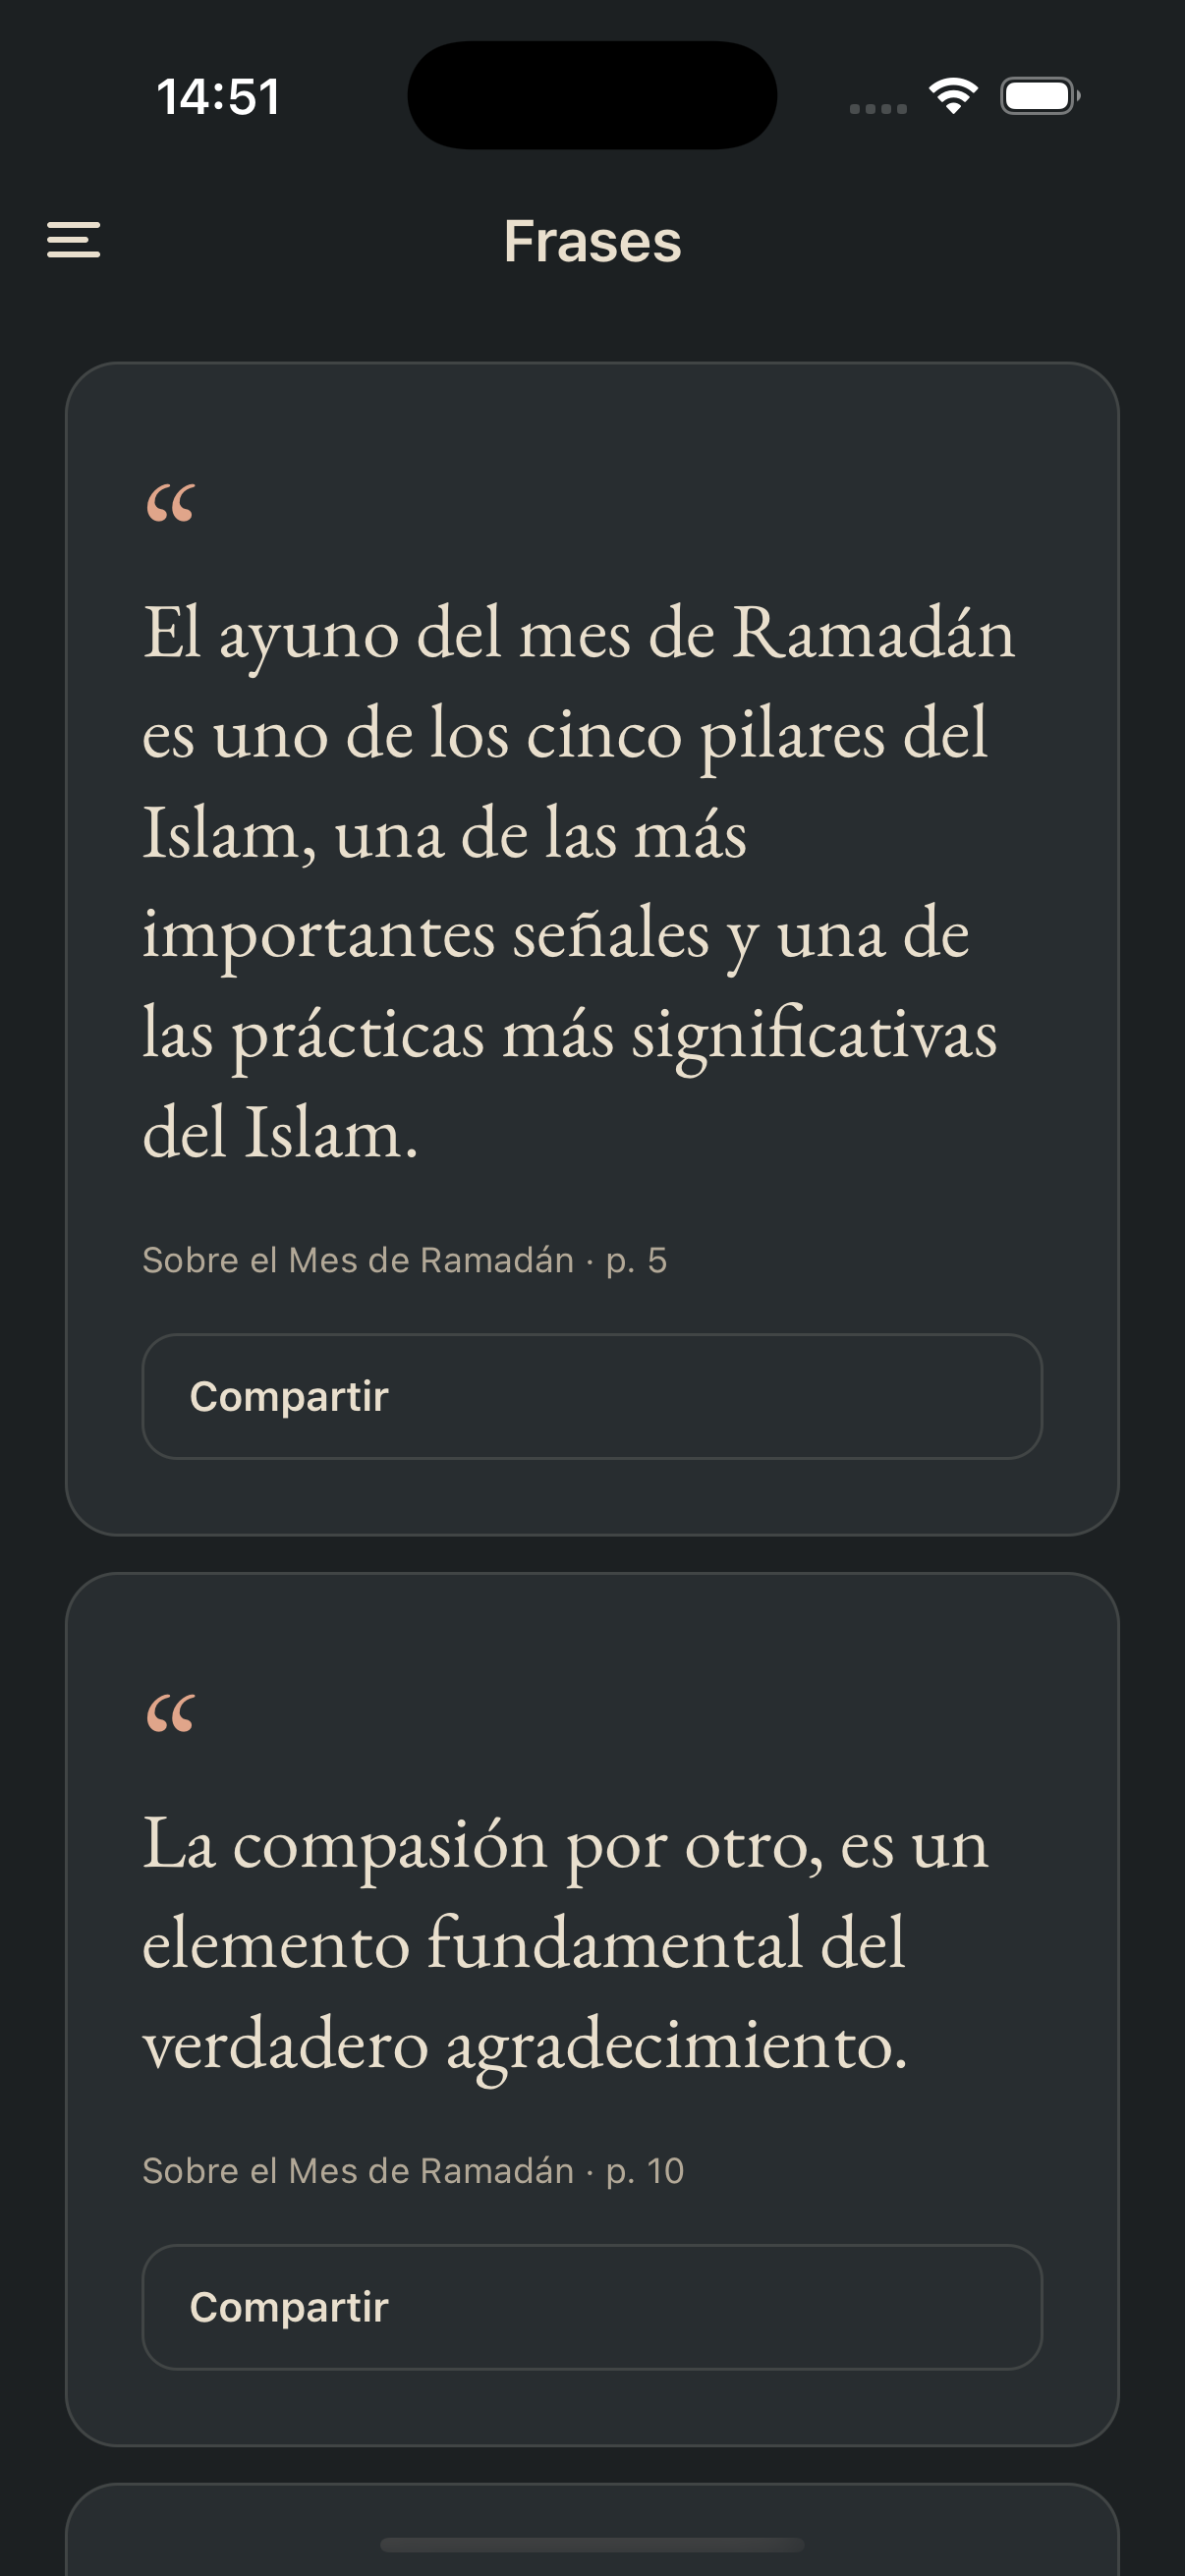 14:51
Frases
“
El ayuno del mes de Ramadán
es uno de los cinco pilares del
Islam, una de las más
importantes señales y una de
las prácticas más significativas
del Islam.
Sobre el Mes de Ramadán · p. 5
Compartir
“
La compasión por otro, es un
elemento fundamental del
verdadero agradecimiento.
Sobre el Mes de Ramadán · p. 10
Compartir